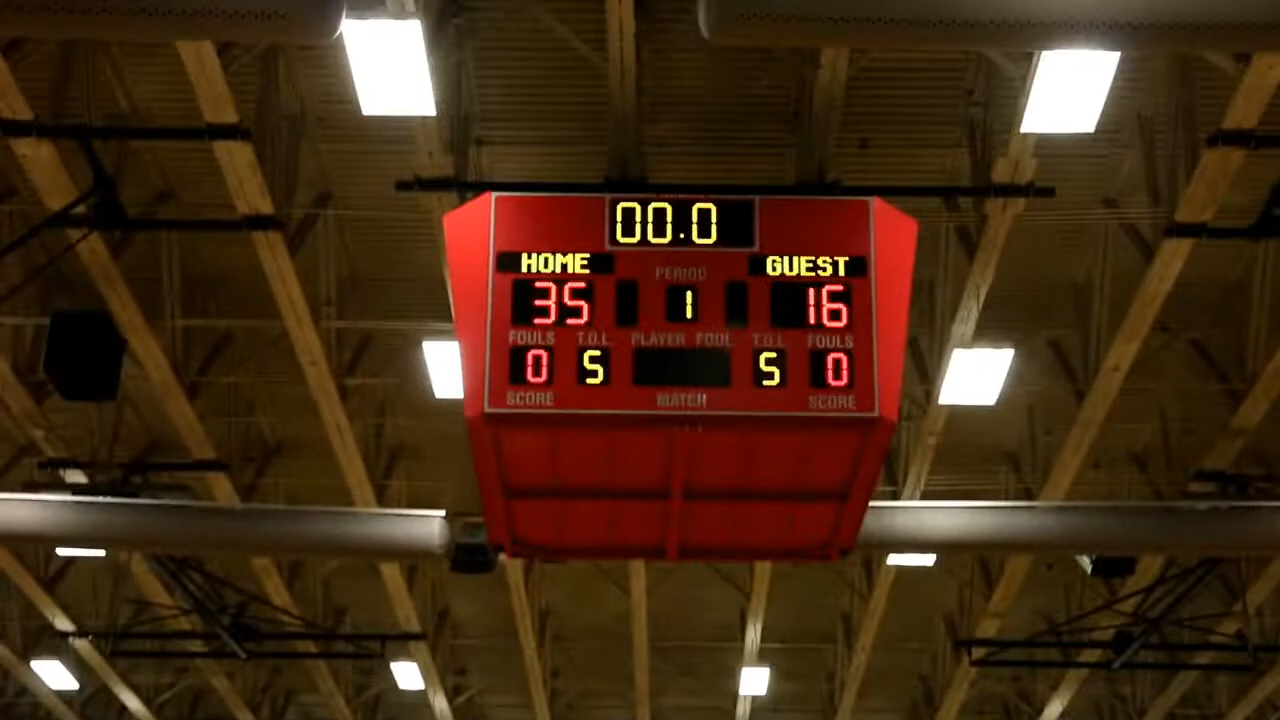 00.0
HOME PERIOD GUEST
35 1 16
FOULS T.O.L. PLAYER FOUL T.O.L. FOULS
0 5 5 0
SCORE MATCH SCORE